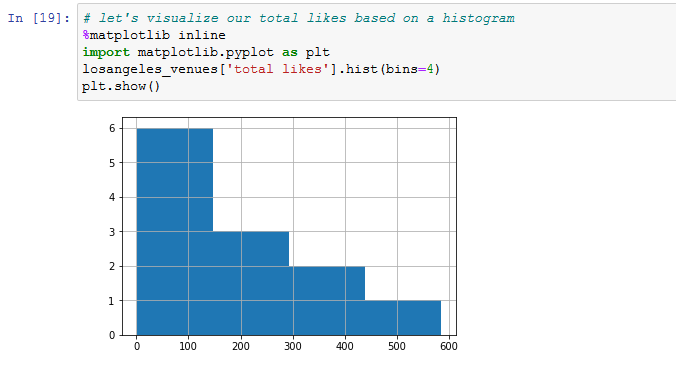 In [19]: # let's visualize our total likes based on a histogram
%matplotlib inline
import matplotlib.pyplot as plt
losangeles_venues['total likes'].hist(bins=4)
plt.show()
6
5
4
3
2
1
0
0 100 200 300 400 500 600